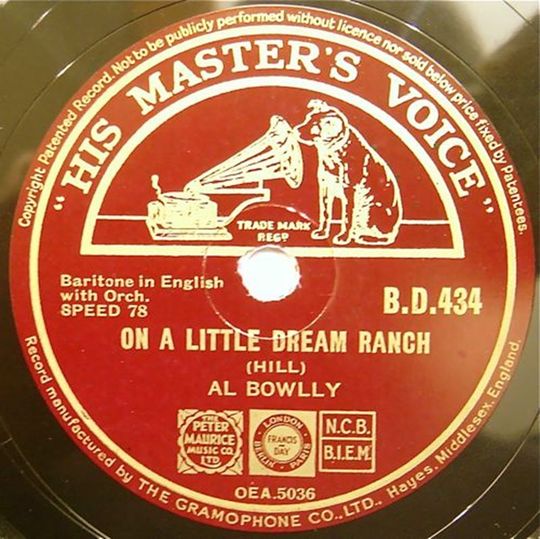 Copyright Patented Record. Not to be publicly performed without licence nor sold below price fixed by Patentees.
"HIS MASTER'S VOICE"
TRADE MARK
REGD
Baritone in English
with Orch.
SPEED 78
B.D.434
ON A LITTLE DREAM RANCH
(HILL)
AL BOWLLY
THE
PETER
MAURICE
MUSIC CO.
LTD
LONDON
FRANCIS
DAY
BERLIN PARIS
N.C.B.
B.I.E.M.
OEA.5036
Record manufactured by THE GRAMOPHONE CO., LTD., Hayes, Middlesex, England.